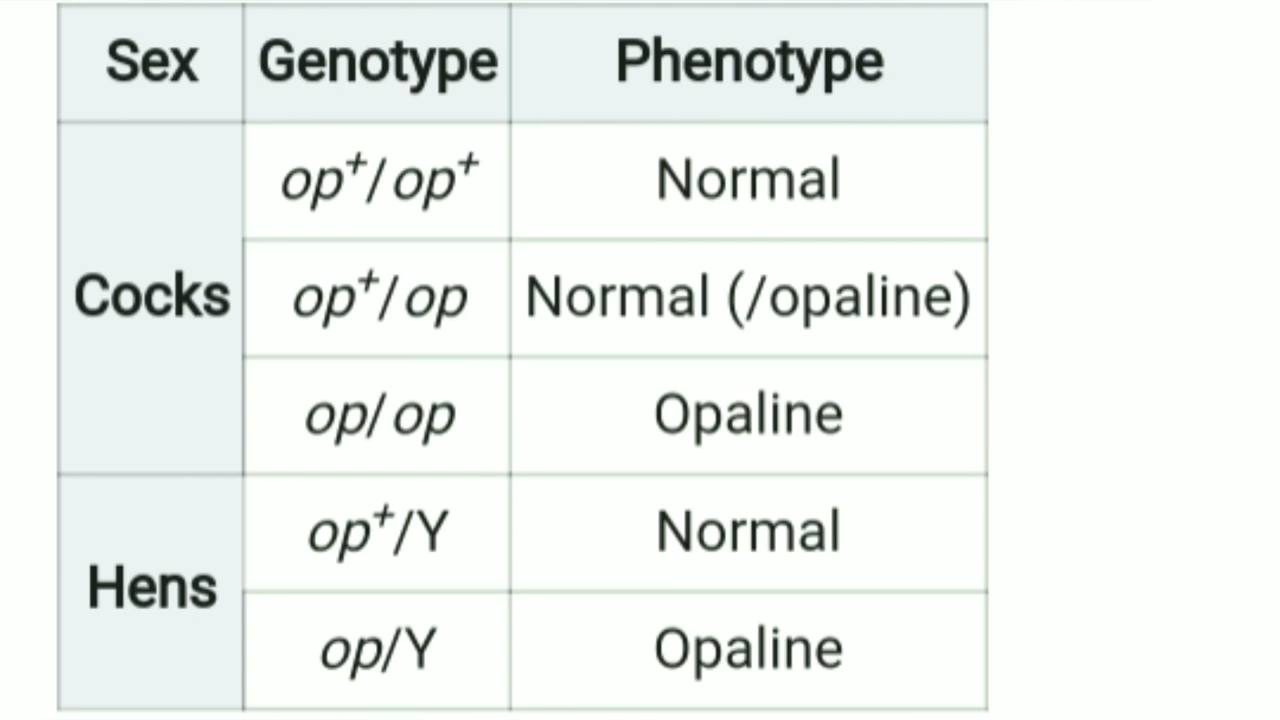 Sex Genotype Phenotype
op⁺/op⁺ Normal
Cocks op⁺/op Normal (/opaline)
op/op Opaline
op⁺/Y Normal
Hens
op/Y Opaline